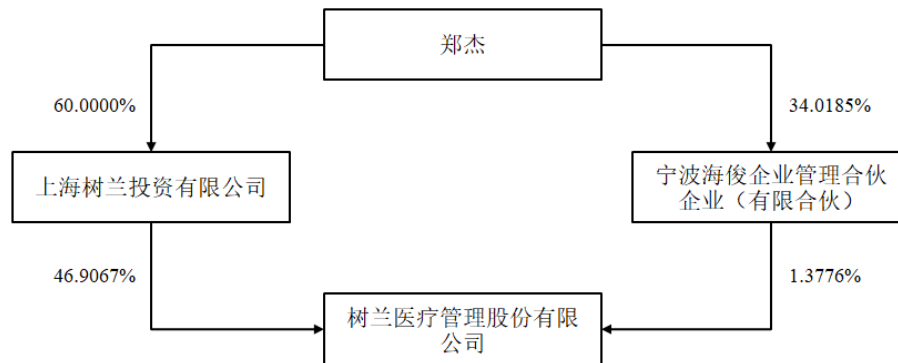 郑杰
60.0000%
34.0185%
上海树兰投资有限公司
宁波海俊企业管理合伙
企业（有限合伙）
46.9067%
1.3776%
树兰医疗管理股份有限
公司